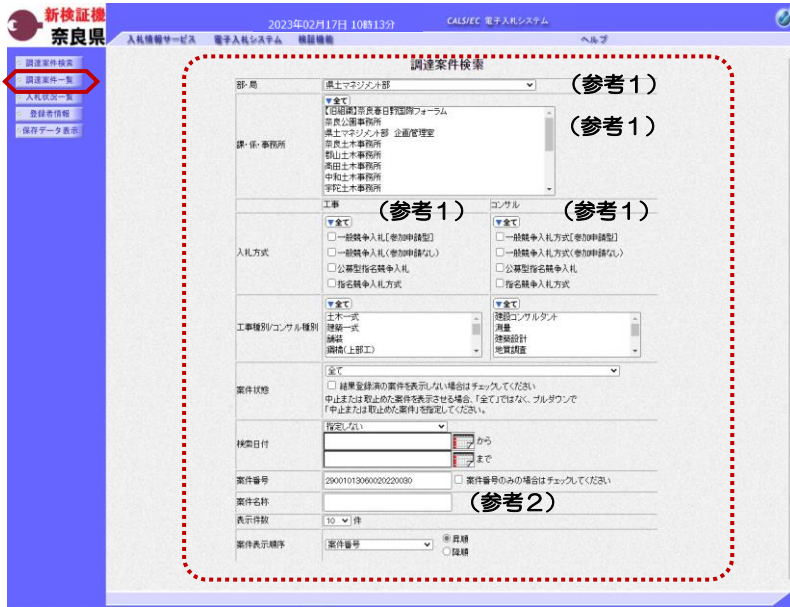 新検証機
奈良県
2023年02月17日 10時13分
CALS/EC 電子入札システム
入札情報サービス 電子入札システム 検証機能 ヘルプ
調達案件検索
調達案件一覧
入札状況一覧
登録者情報
保存データ表示
調達案件検索
部・局 県土マネジメント部 (参考1)
▼全て
課・係・事務所
【旧組織】奈良春日野国際フォーラム
奈良公園事務所
県土マネジメント部 企画管理室
奈良土木事務所
郡山土木事務所
高田土木事務所
中和土木事務所
宇陀土木事務所
(参考1)
工事 (参考1) コンサル (参考1)
入札方式
▼全て ▼全て
一般競争入札[参加申請型] 一般競争入札方式[参加申請型]
一般競争入札(参加申請なし) 一般競争入札方式(参加申請なし)
公募型指名競争入札 公募型指名競争入札
指名競争入札方式 指名競争入札方式
工事種別/コンサル種別
▼全て ▼全て
土木一式 建設コンサルタント
建築一式 測量
舗装 建築設計
鋼橋(上部工) 地質調査
案件状態 全て
結果登録済の案件を表示しない場合はチェックしてください
中止または取止めた案件を表示させる場合、「全て」ではなく、プルダウンで
「中止または取止めた案件」を指定してください。
検索日付 指定しない
から
まで
案件番号 29001013060020220030 案件番号のみの場合はチェックしてください
案件名称 (参考2)
表示件数 10 件
案件表示順序 案件番号 昇順
降順